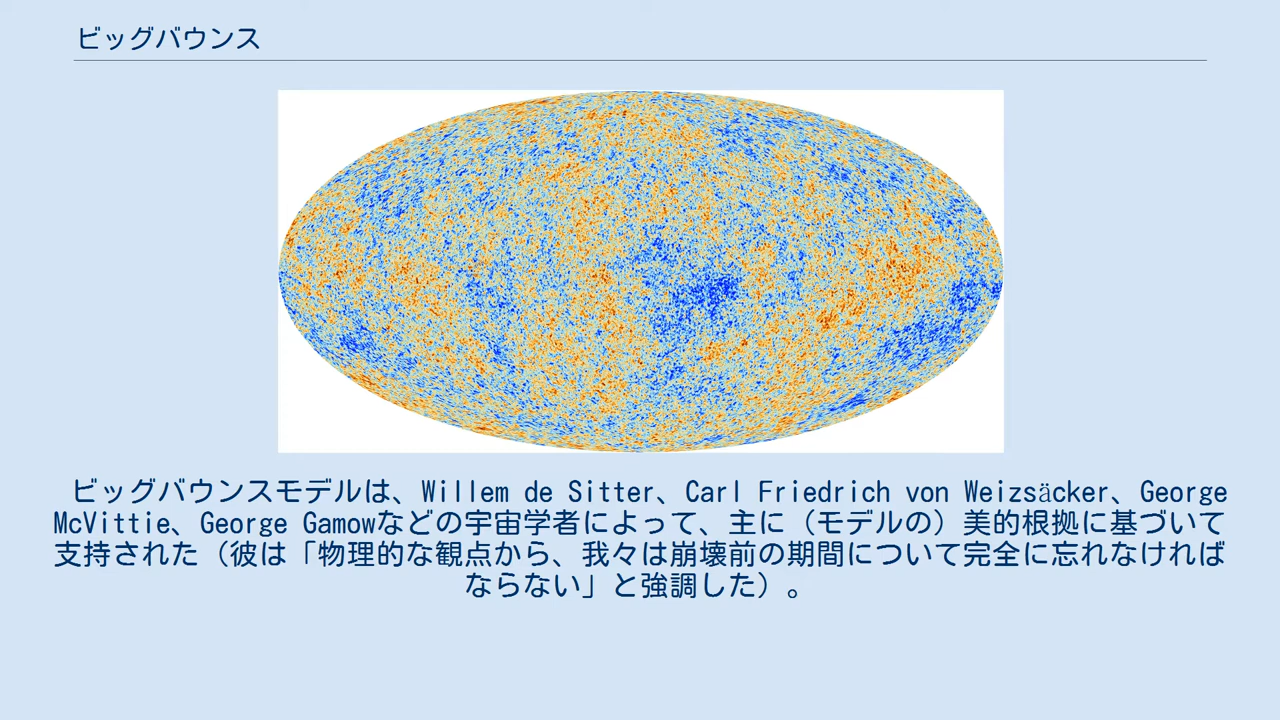 ビッグバウンス
ビッグバウンスモデルは、Willem de Sitter、Carl Friedrich von Weizsäcker、George
McVittie、George Gamowなどの宇宙学者によって、主に（モデルの）美的根拠に基づいて
支持された（彼は「物理的な観点から、我々は崩壊前の期間について完全に忘れなければ
ならない」と強調した）。